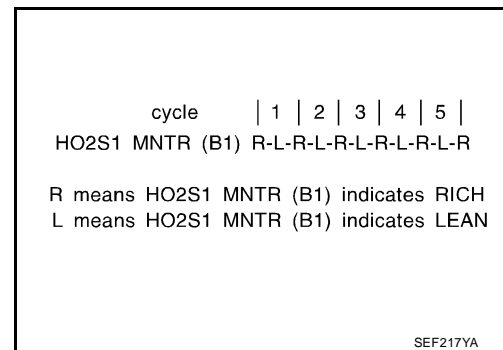 cycle | 1 | 2 | 3 | 4 | 5 |
HO2S1 MNTR (B1) R-L-R-L-R-L-R-L-R-L-R
R means HO2S1 MNTR (B1) indicates RICH
L means HO2S1 MNTR (B1) indicates LEAN
SEF217YA